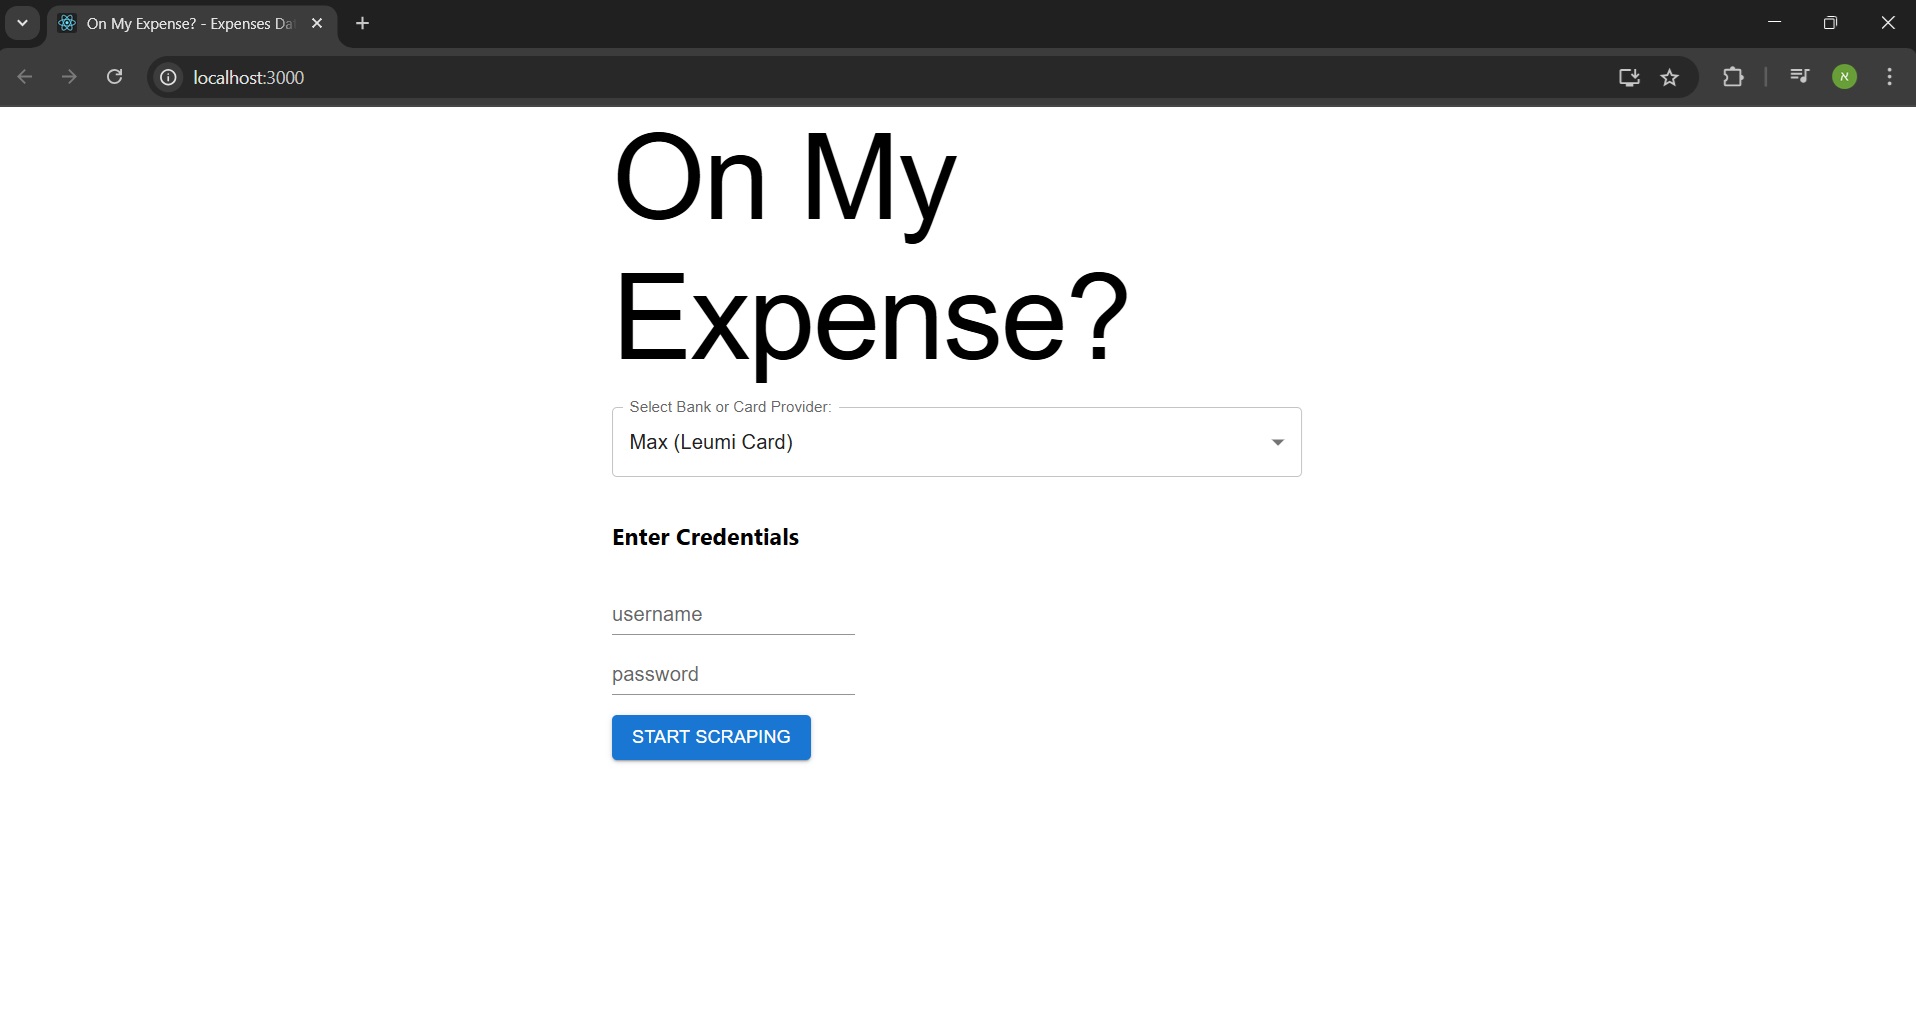 On My Expense? - Expenses Da
localhost:3000
א
On My
Expense?
Select Bank or Card Provider:
Max (Leumi Card)
Enter Credentials
username
password
START SCRAPING